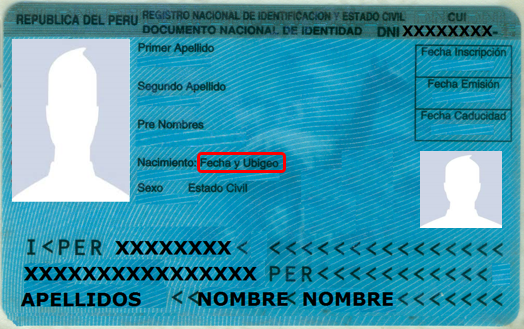 REPUBLICA DEL PERU REGISTRO NACIONAL DE IDENTIFICACION Y ESTADO CIVIL CUI
DOCUMENTO NACIONAL DE IDENTIDAD DNI XXXXXXXX-
Primer Apellido
Fecha Inscripción
Segundo Apellido
Fecha Emisión
Fecha Caducidad
Pre Nombres
Nacimiento: Fecha y Ubigeo
Sexo Estado Civil
I<PER XXXXXXXX< <<<<<<<<<<<<<<<
XXXXXXXXXXXXXXXX PER<<<<<<<<<<<
APELLIDOS <<NOMBRE< NOMBRE<<<<<<<